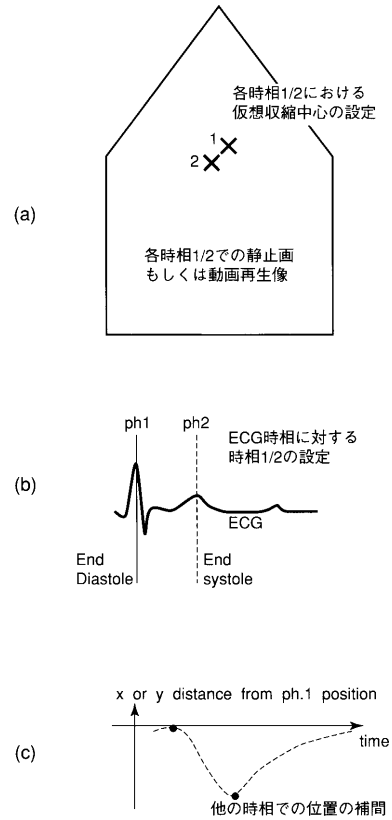 各時相1/2における
仮想収縮中心の設定
1
2
(a)
各時相1/2での静止画
もしくは動画再生像
ph1
ph2
ECG時相に対する
時相1/2の設定
(b)
ECG
End
Diastole
End
systole
x or y distance from ph.1 position
time
(c)
他の時相での位置の補間